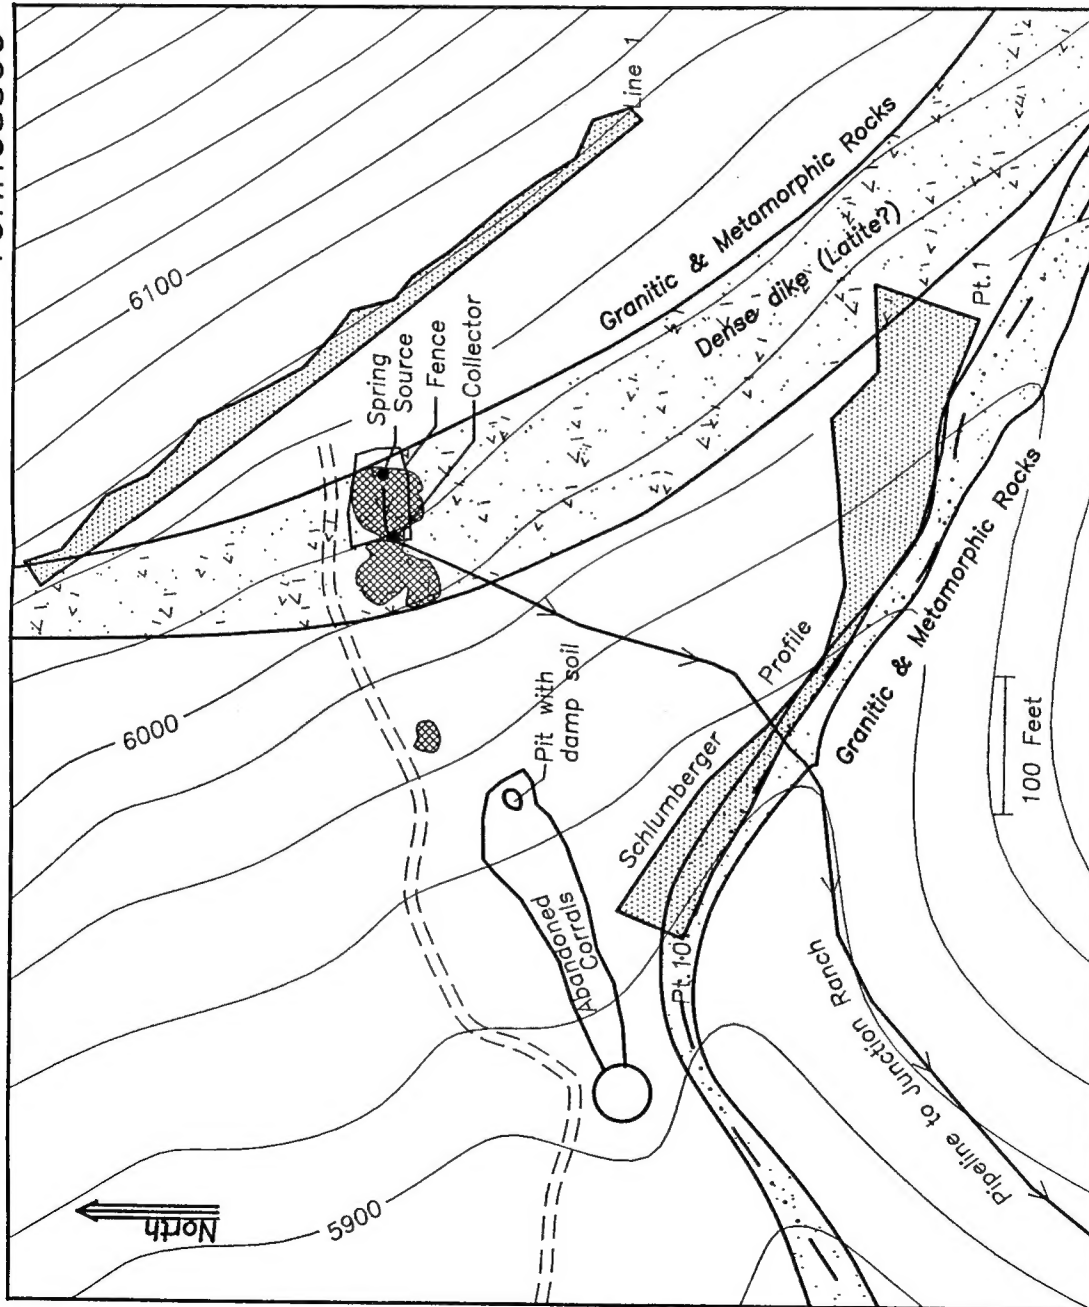 6100
Line 1
Spring
Source
Fence
Collector
Granitic & Metamorphic Rocks
Dense dike (Latite?)
6000
Pit with
damp soil
Profile
Schlumberger
Pt.1
Granitic & Metamorphic Rocks
100 Feet
Abandoned
Corrals
Pt.10
Pipeline to Junction Ranch
5900
North